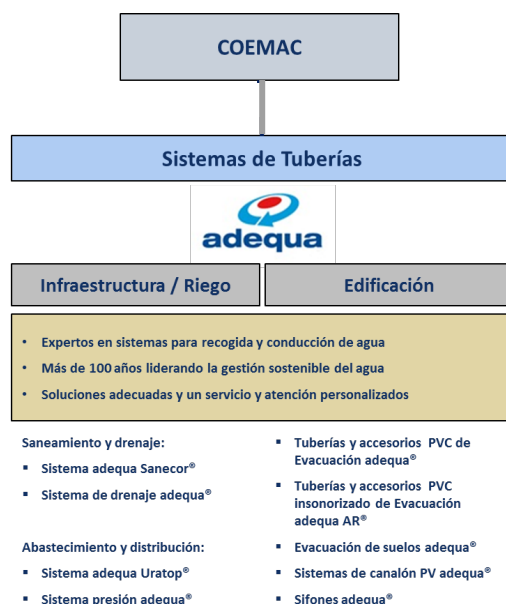 COEMAC
Sistemas de Tuberías
adequa
Infraestructura / Riego
Edificación
• Expertos en sistemas para recogida y conducción de agua
• Más de 100 años liderando la gestión sostenible del agua
• Soluciones adecuadas y un servicio y atención personalizados
Saneamiento y drenaje:
▪ Sistema adequa Sanecor®
▪ Sistema de drenaje adequa®
Abastecimiento y distribución:
▪ Sistema adequa Uratop®
▪ Sistema presión adequa®
▪ Tuberías y accesorios PVC de
Evacuación adequa®
▪ Tuberías y accesorios PVC
insonorizado de Evacuación
adequa AR®
▪ Evacuación de suelos adequa®
▪ Sistemas de canalón PV adequa®
▪ Sifones adequa®